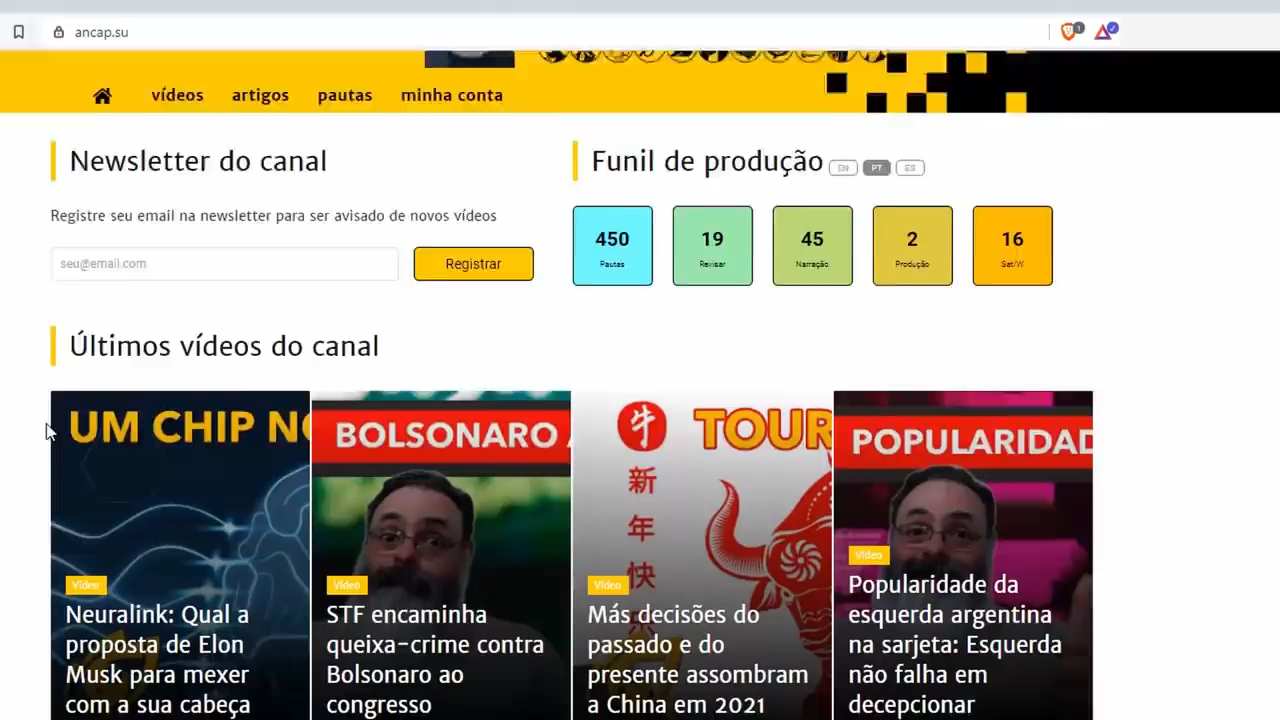 ancap.su
1
vídeos
artigos
pautas
minha conta
Newsletter do canal
Registre seu email na newsletter para ser avisado de novos vídeos
seu@email.com
Registrar
Funil de produção
EN
PT
ES
450
Pautas
19
Revisar
45
Narração
2
Produção
16
Sat/W
Últimos vídeos do canal
UM CHIP NO
Vídeo
Neuralink: Qual a
proposta de Elon
Musk para mexer
com a sua cabeça
BOLSONARO
Vídeo
STF encaminha
queixa-crime contra
Bolsonaro ao
congresso
牛
新
年
快
TOUR
Vídeo
Más decisões do
passado e do
presente assombram
a China em 2021
POPULARIDAD
Vídeo
Popularidade da
esquerda argentina
na sarjeta: Esquerda
não falha em
decepcionar